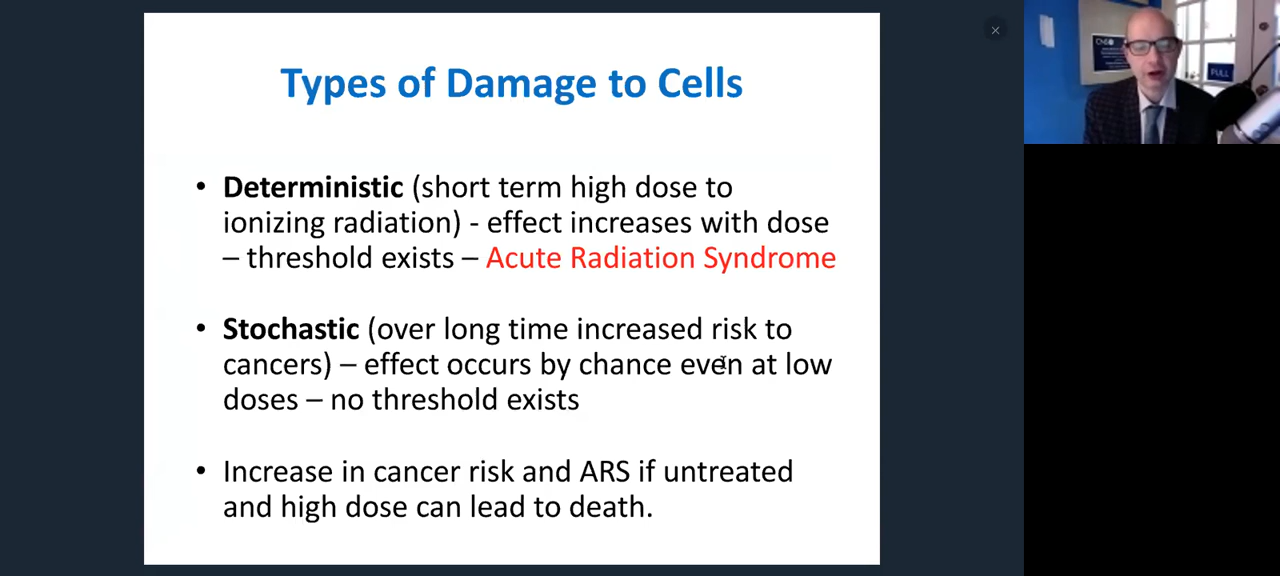 Types of Damage to Cells
• Deterministic (short term high dose to
ionizing radiation) - effect increases with dose
– threshold exists – Acute Radiation Syndrome
• Stochastic (over long time increased risk to
cancers) – effect occurs by chance even at low
doses – no threshold exists
• Increase in cancer risk and ARS if untreated
and high dose can lead to death.
PULL